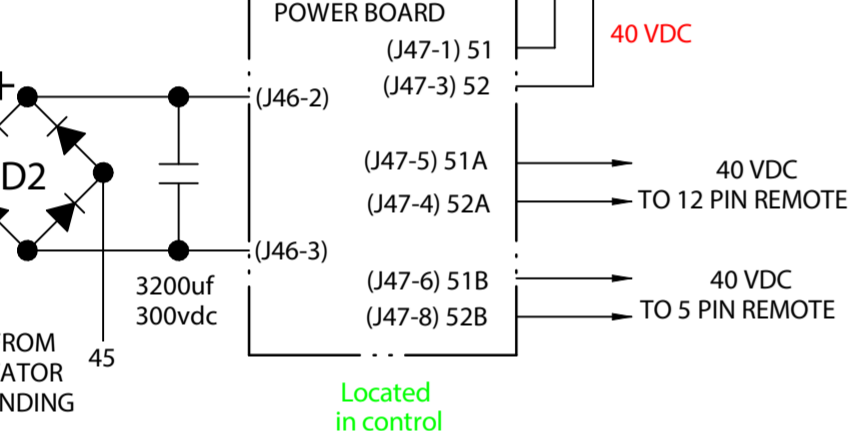 POWER BOARD
(J47-1) 51
40 VDC
(J47-3) 52
+
(J46-2)
D2
(J47-5) 51A
40 VDC
TO 12 PIN REMOTE
(J47-4) 52A
(J46-3)
3200uf
300vdc
(J47-6) 51B
40 VDC
TO 5 PIN REMOTE
(J47-8) 52B
ROM
ATOR
NDING
45
Located
in control